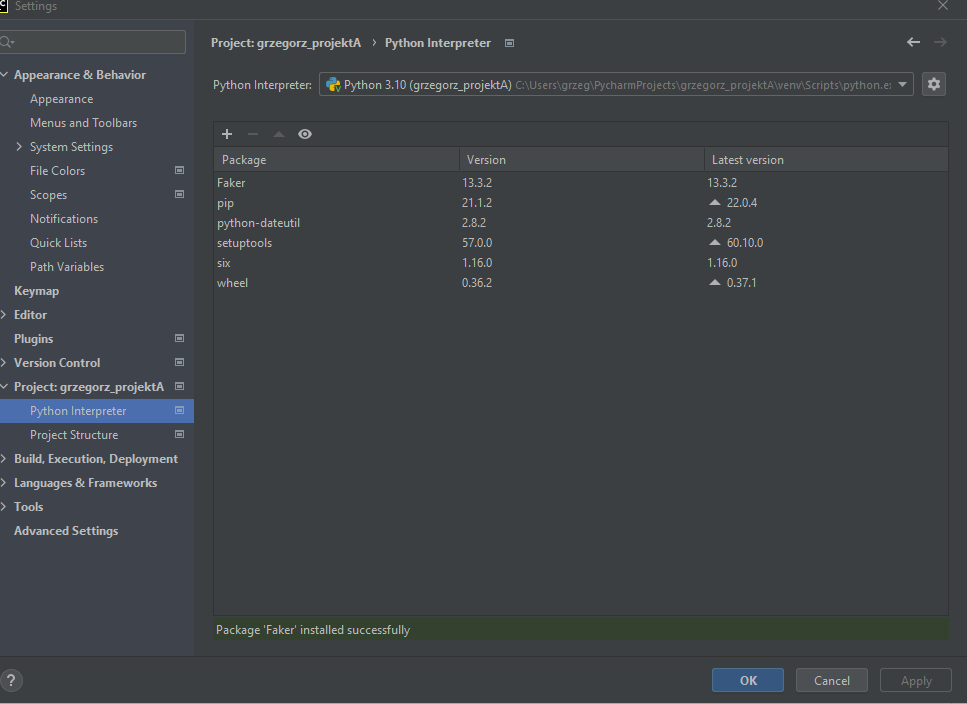 Settings
Project: grzegorz_projektA › Python Interpreter
Python Interpreter: Python 3.10 (grzegorz_projektA) C:\Users\grzeg\PycharmProjects\grzegorz_projektA\venv\Scripts\python.e
Appearance & Behavior
Appearance
Menus and Toolbars
System Settings
File Colors
Scopes
Notifications
Quick Lists
Path Variables
Keymap
Editor
Plugins
Version Control
Project: grzegorz_projektA
Python Interpreter
Project Structure
Build, Execution, Deployment
Languages & Frameworks
Tools
Advanced Settings
Package Version Latest version
Faker 13.3.2 13.3.2
pip 21.1.2 22.0.4
python-dateutil 2.8.2 2.8.2
setuptools 57.0.0 60.10.0
six 1.16.0 1.16.0
wheel 0.36.2 0.37.1
Package 'Faker' installed successfully
?
OK Cancel Apply